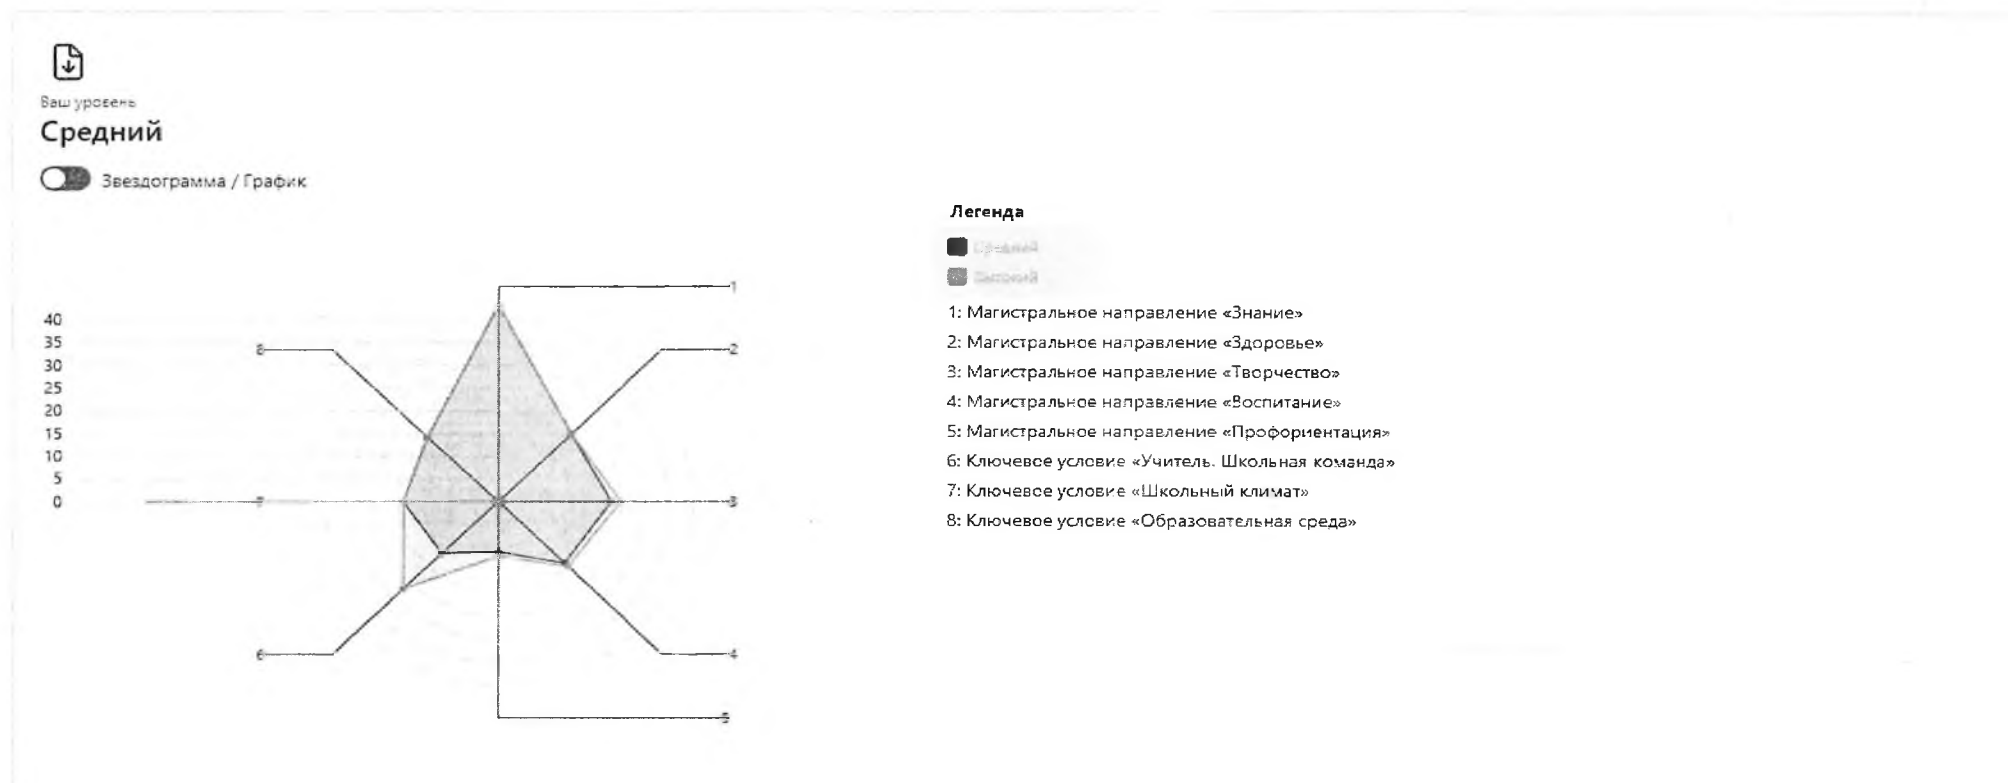 Ваш уровень
Средний
Звездограмма / График
Легенда
Средний
Высокий
1
40
35
8
2
30
25
20
15
10
5
0
7
3
6
4
5
1: Магистральное направление «Знание»
2: Магистральное направление «Здоровье»
3: Магистральное направление «Творчество»
4: Магистральное направление «Воспитание»
5: Магистральное направление «Профориентация»
6: Ключевое условие «Учитель. Школьная команда»
7: Ключевое условие «Школьный климат»
8: Ключевое условие «Образовательная среда»